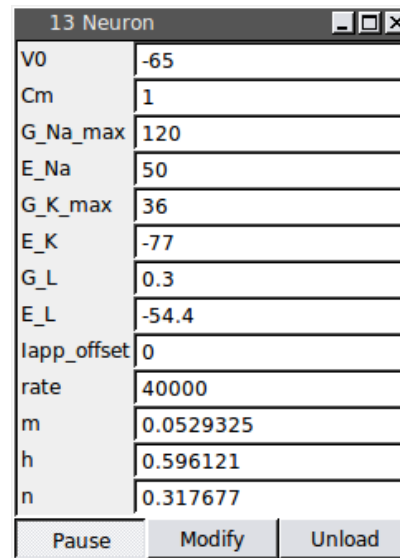 13 Neuron
V0 -65
Cm 1
G_Na_max 120
E_Na 50
G_K_max 36
E_K -77
G_L 0.3
E_L -54.4
Iapp_offset 0
rate 40000
m 0.0529325
h 0.596121
n 0.317677
Pause Modify Unload